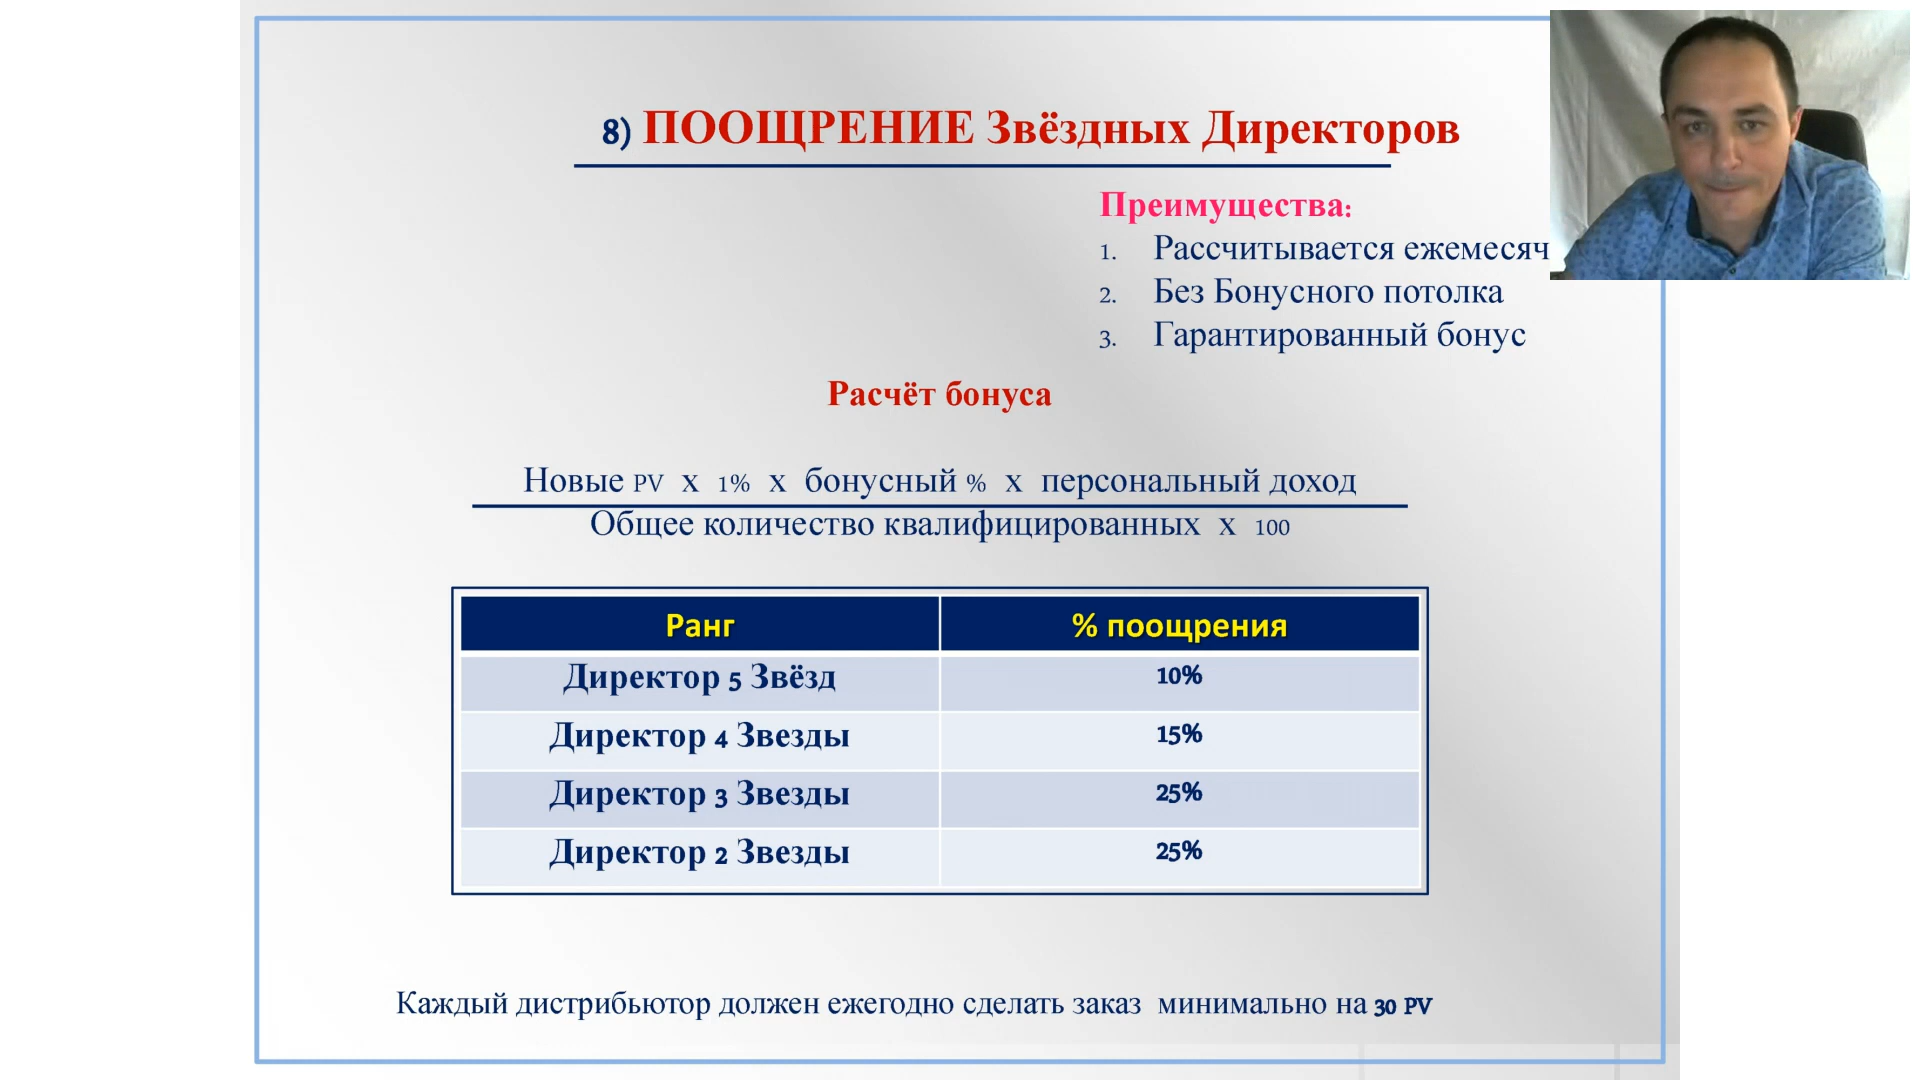 8) ПООЩРЕНИЕ Звёздных Директоров
Преимущества:
1. Рассчитывается ежемесяч
2. Без Бонусного потолка
3. Гарантированный бонус
Расчёт бонуса
Новые PV х 1% х бонусный % х персональный доход
Общее количество квалифицированных х 100
Ранг % поощрения
Директор 5 Звёзд 10%
Директор 4 Звезды 15%
Директор 3 Звезды 25%
Директор 2 Звезды 25%
Каждый дистрибьютор должен ежегодно сделать заказ минимально на 30 PV